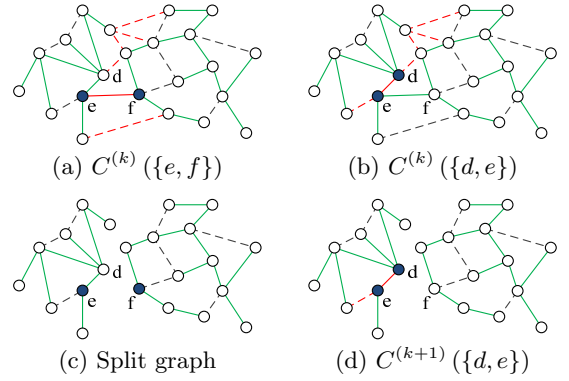 d
e
f
(a) C^(k) ({e, f})
d
e
f
(b) C^(k) ({d, e})
d
e
f
(c) Split graph
d
e
f
(d) C^(k+1) ({d, e})